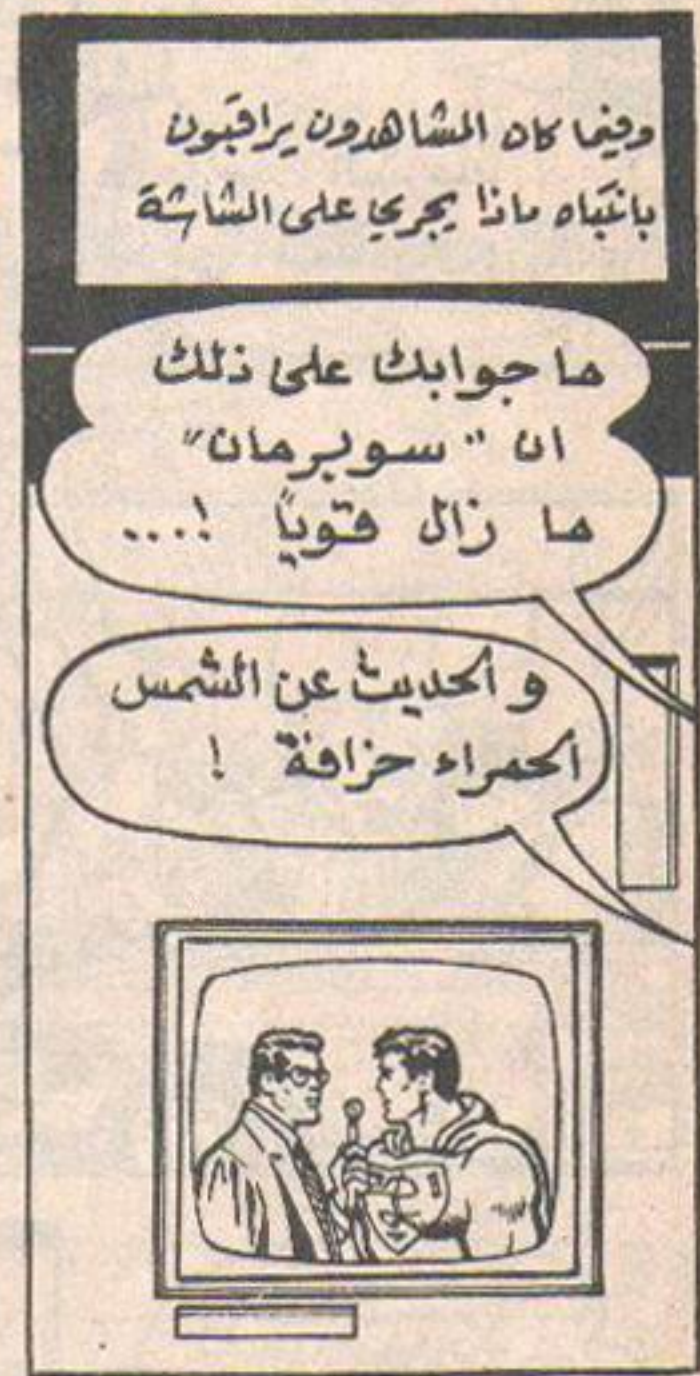 وفيما كان المشاهدون يراقبون
بانتباه ماذا يجري على الشاشة
ما جوابك على ذلك
ان "سوبرمان"
ما زال قوياً !...
و الحديث عن الشمس
الحمراء خرافة !